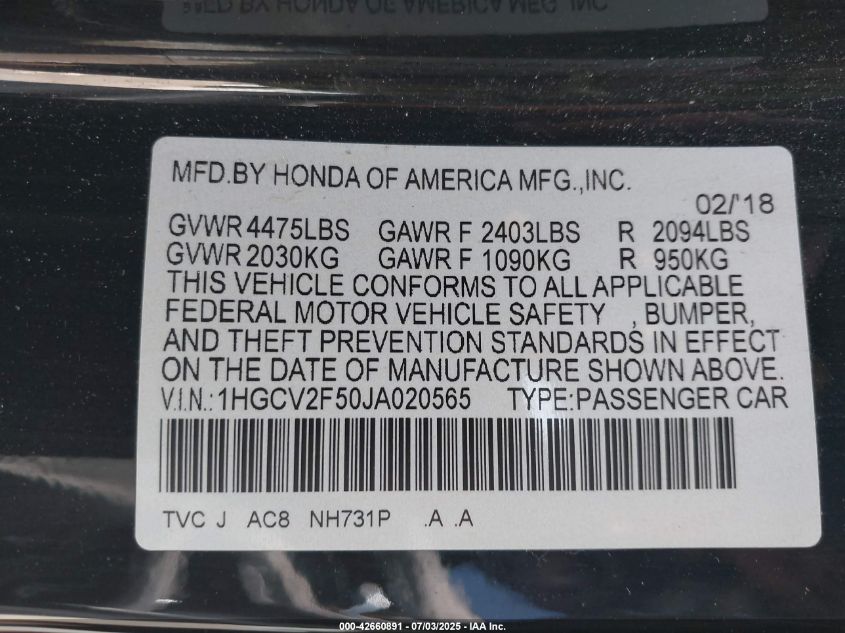 MFD.BY HONDA OF AMERICA MFG.,INC.
02/'18
GVWR 4475LBS GAWR F 2403LBS R 2094LBS
GVWR 2030KG GAWR F 1090KG R 950KG
THIS VEHICLE CONFORMS TO ALL APPLICABLE
FEDERAL MOTOR VEHICLE SAFETY , BUMPER,
AND THEFT PREVENTION STANDARDS IN EFFECT
ON THE DATE OF MANUFACTURE SHOWN ABOVE.
V.I.N.:1HGCV2F50JA020565 TYPE:PASSENGER CAR
TVC J AC8 NH731P .A .A
000-42660891 - 07/03/2025 - IAA Inc.